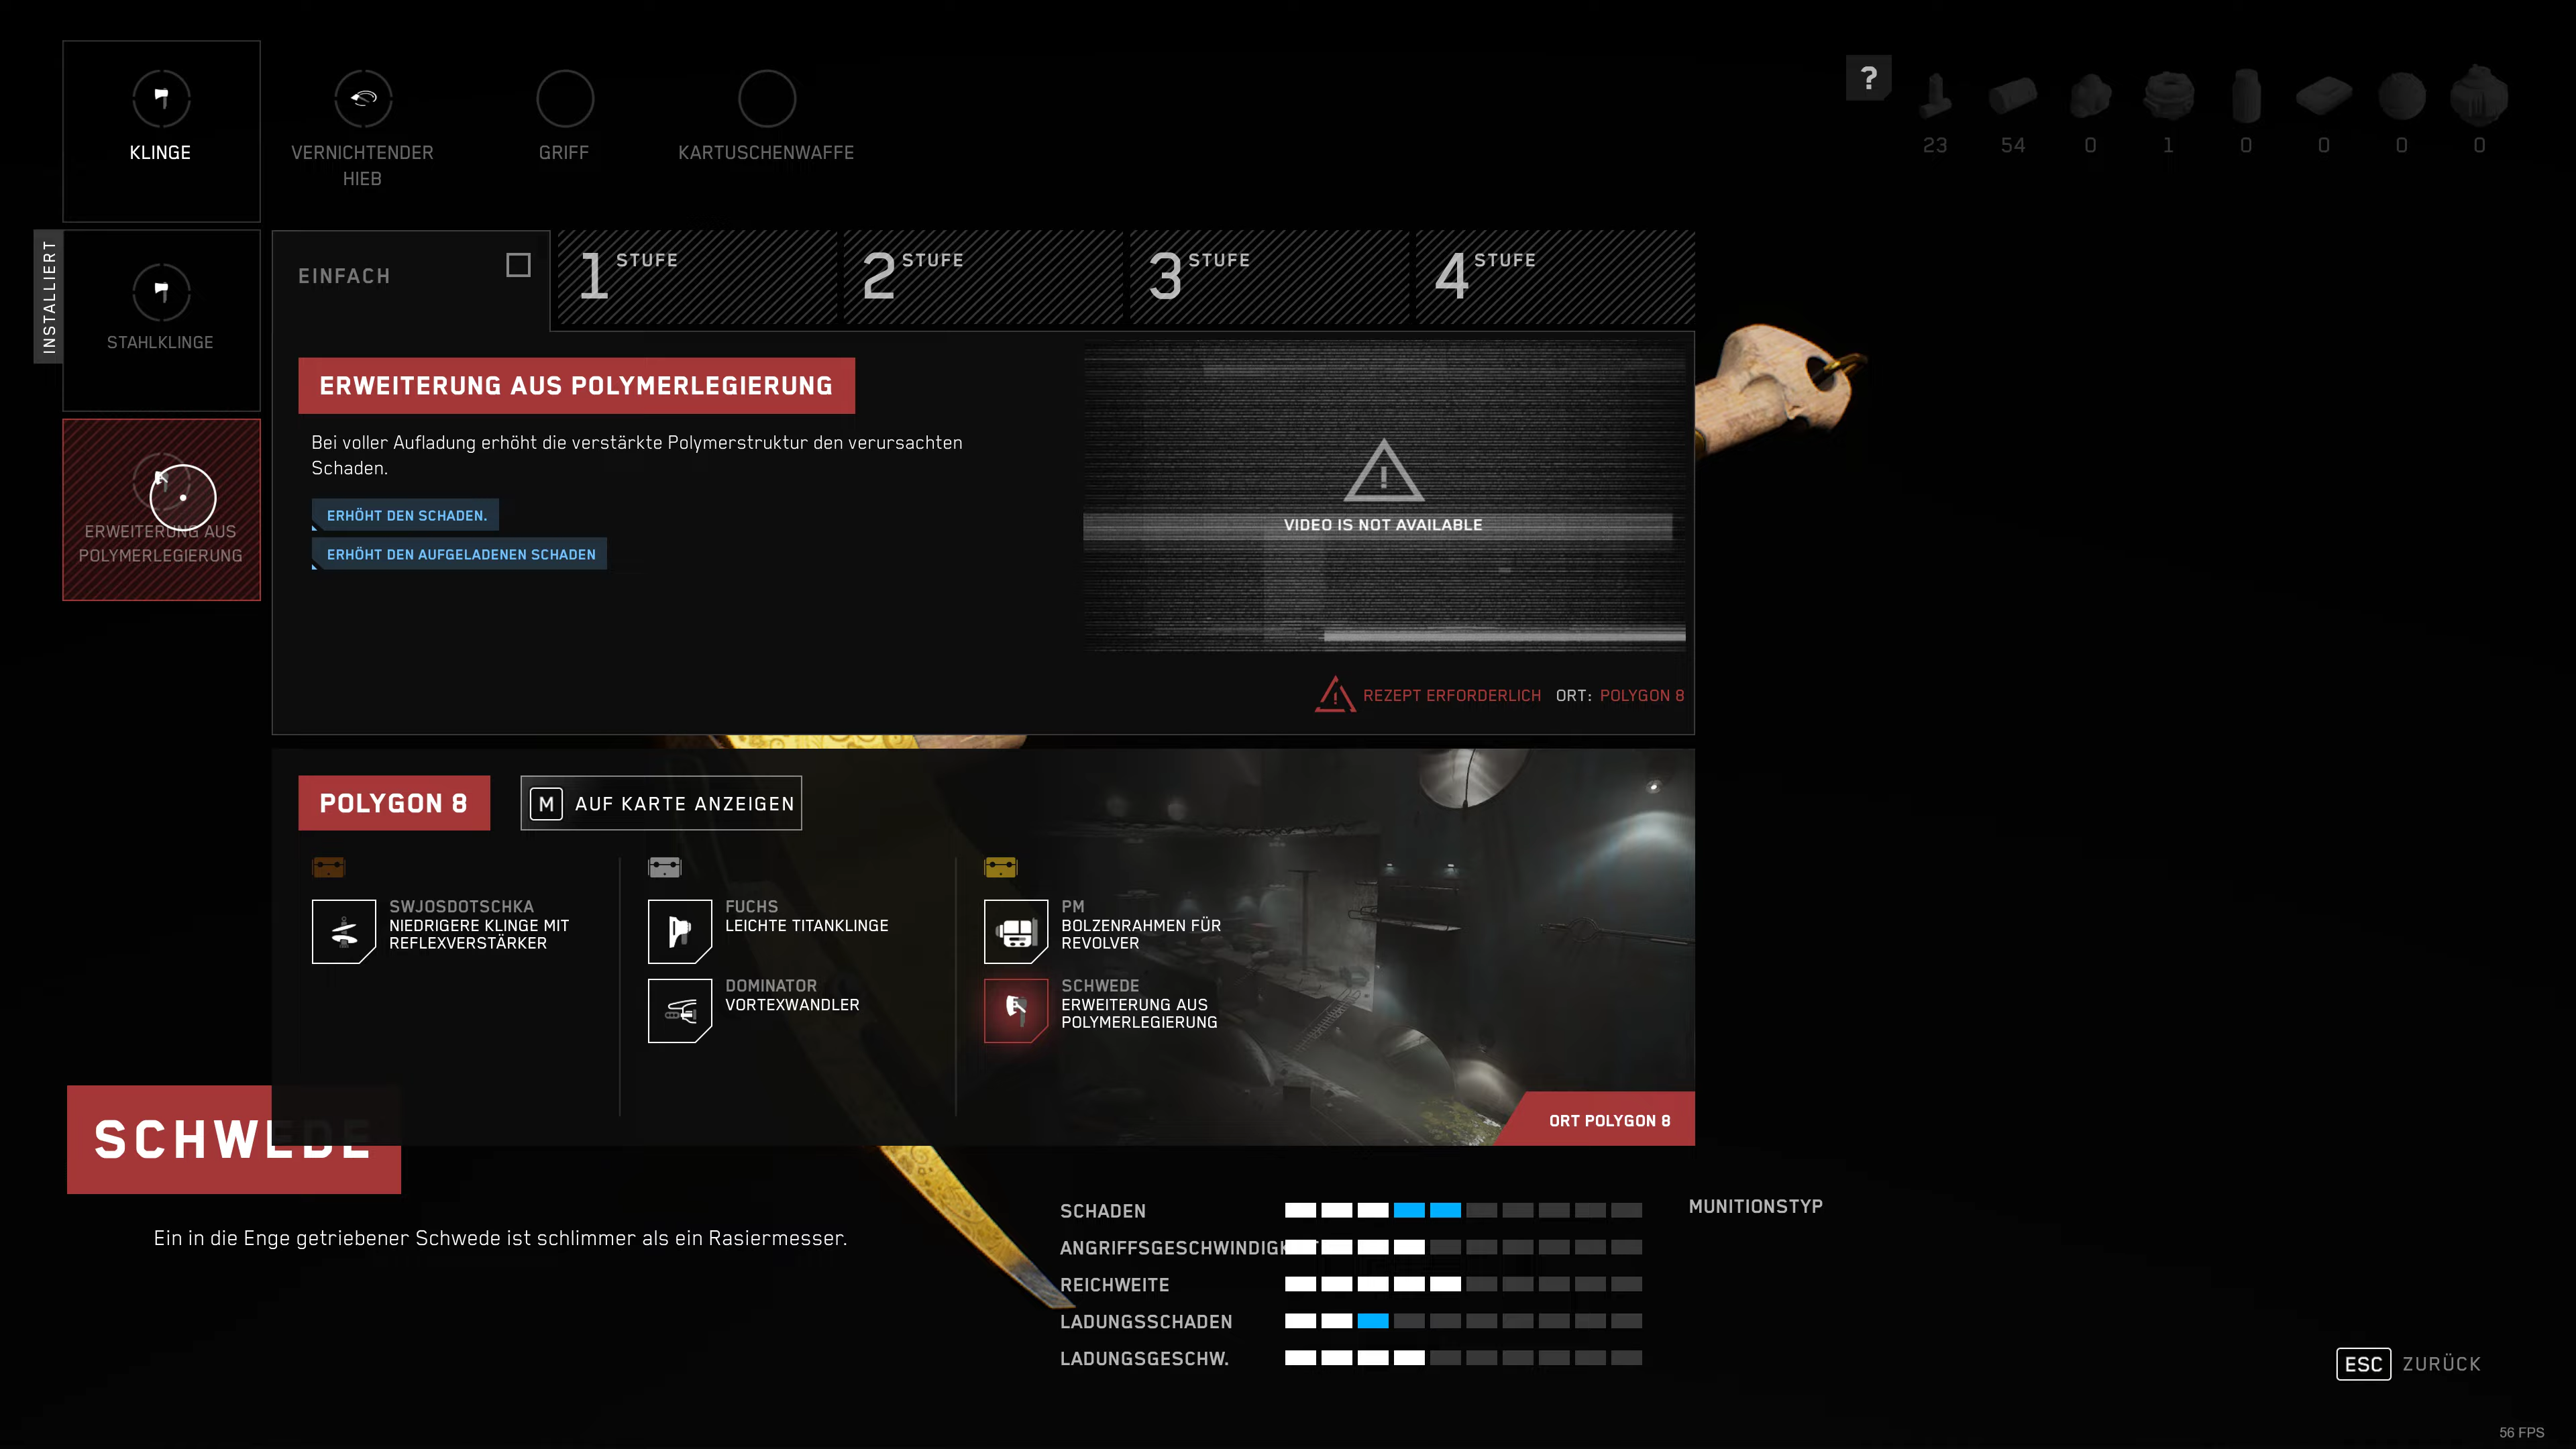 KLINGE
VERNICHTENDER
HIEB
GRIFF
KARTUSCHENWAFFE
?
23 54 0 1 0 0 0 0
INSTALLIERT
STAHLKLINGE
ERWEITERUNG AUS
POLYMERLEGIERUNG
EINFACH
1 STUFE
2 STUFE
3 STUFE
4 STUFE
ERWEITERUNG AUS POLYMERLEGIERUNG
Bei voller Aufladung erhöht die verstärkte Polymerstruktur den verursachten
Schaden.
ERHÖHT DEN SCHADEN.
ERHÖHT DEN AUFGELADENEN SCHADEN
VIDEO IS NOT AVAILABLE
REZEPT ERFORDERLICH ORT: POLYGON 8
POLYGON 8
M AUF KARTE ANZEIGEN
SWJOSDOTSCHKA
NIEDRIGERE KLINGE MIT
REFLEXVERSTÄRKER
FUCHS
LEICHTE TITANKLINGE
DOMINATOR
VORTEXWANDLER
PM
BOLZENRAHMEN FÜR
REVOLVER
SCHWEDE
ERWEITERUNG AUS
POLYMERLEGIERUNG
ORT POLYGON 8
SCHWEDE
Ein in die Enge getriebener Schwede ist schlimmer als ein Rasiermesser.
SCHADEN
ANGRIFFSGESCHWINDIGK
REICHWEITE
LADUNGSSCHADEN
LADUNGSGESCHW.
MUNITIONSTYP
ESC ZURÜCK
56 FPS